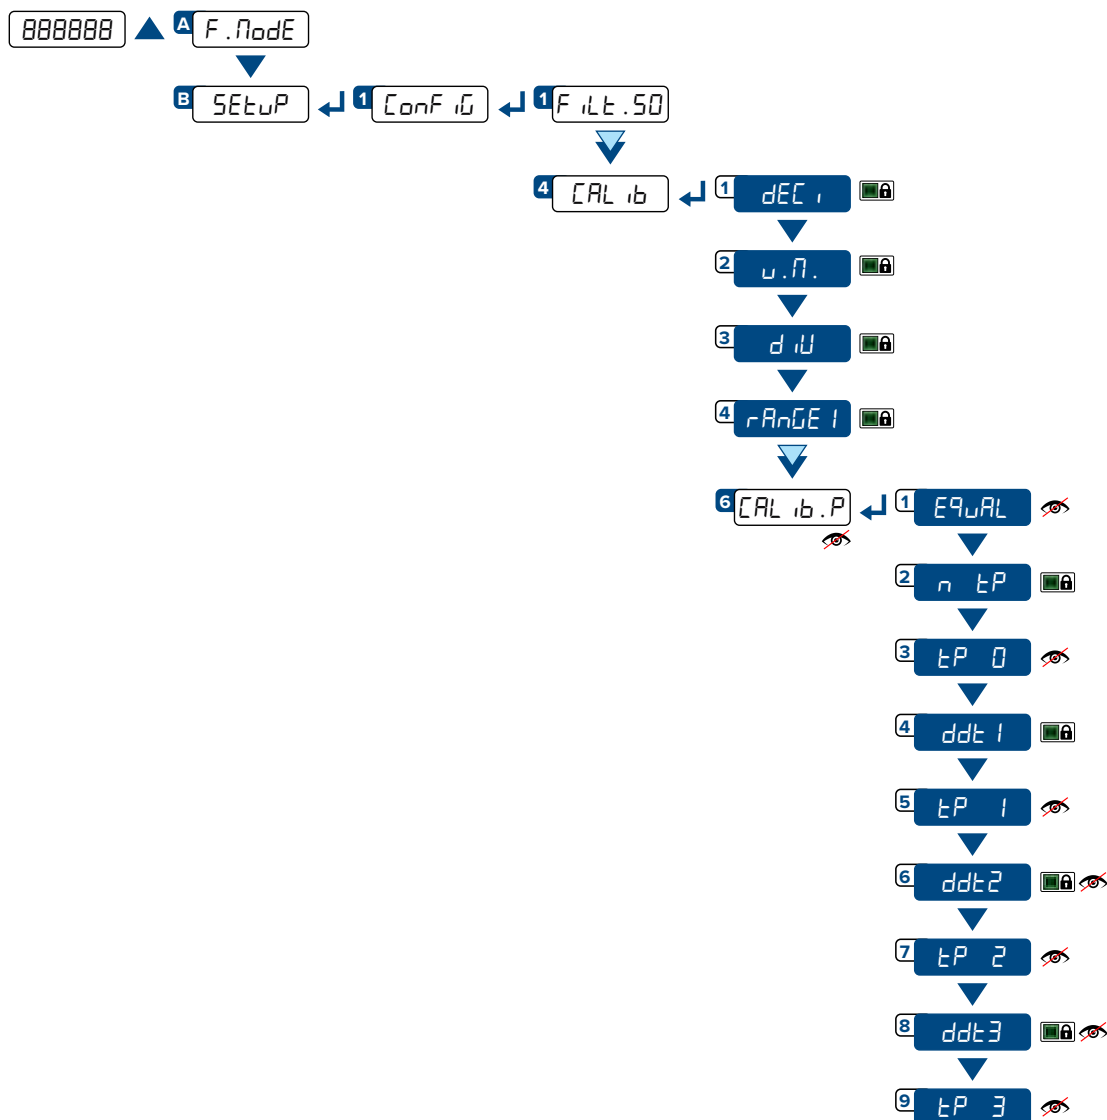 888888 A F.ModE
B SEtuP 1 ConFiG 1 FiLt.50
4 CALib 1 dECi
2 u.M.
3 diU
4 rAnGE1
6 CALib.P 1 EquAL
2 n tP
3 tP 0
4 ddt1
5 tP 1
6 ddt2
7 tP 2
8 ddt3
9 tP 3